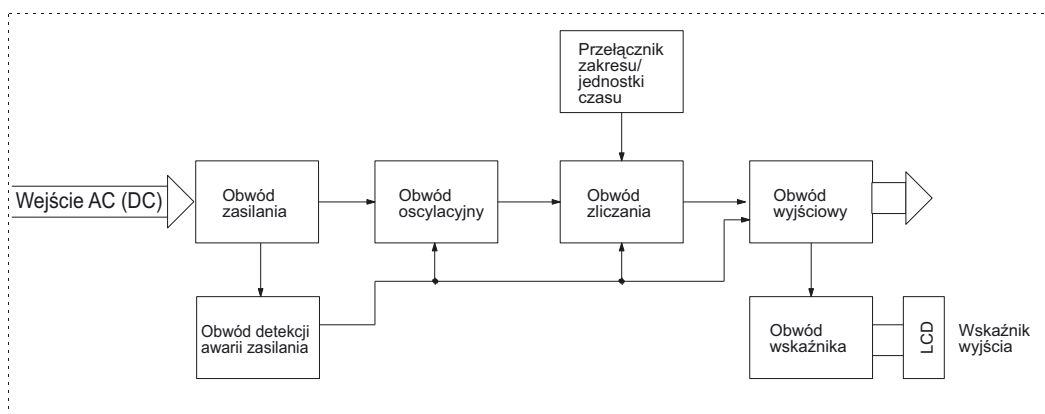 Przełącznik
zakresu/
jednostki
czasu
Wejście AC (DC)
Obwód
zasilania
Obwód
oscylacyjny
Obwód
zliczania
Obwód
wyjściowy
Obwód detekcji
awarii zasilania
Obwód
wskaźnika
LCD
Wskaźnik
wyjścia